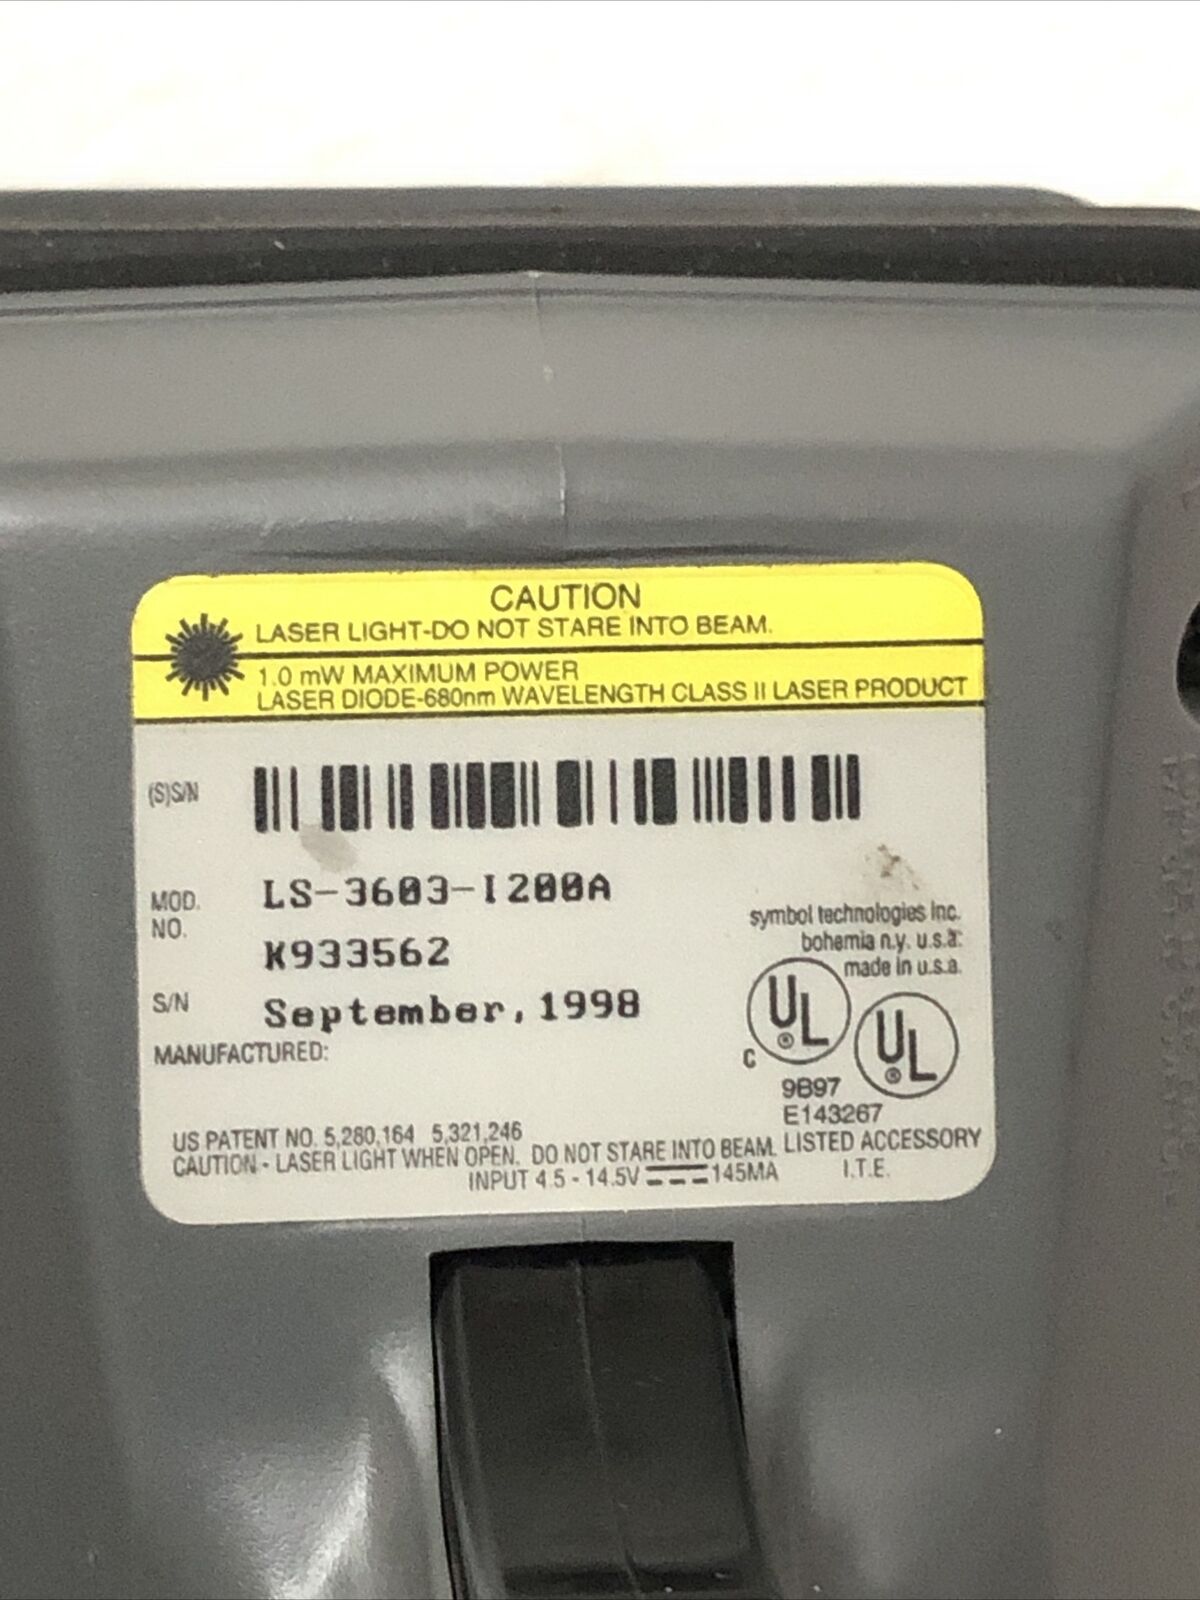 CAUTION
LASER LIGHT-DO NOT STARE INTO BEAM.
1.0 mW MAXIMUM POWER
LASER DIODE-680nm WAVELENGTH CLASS II LASER PRODUCT
(S)S/N
MOD. NO.
LS-3603-I200A
K933562
S/N
September, 1998
MANUFACTURED:
symbol technologies inc.
bohemia n.y. u.s.a.
made in u.s.a.
UL ®
C
UL ®
9B97
E143267
LISTED ACCESSORY
I.T.E.
US PATENT NO. 5,280,164 5,321,246
CAUTION - LASER LIGHT WHEN OPEN. DO NOT STARE INTO BEAM.
INPUT 4.5 - 14.5V 145MA